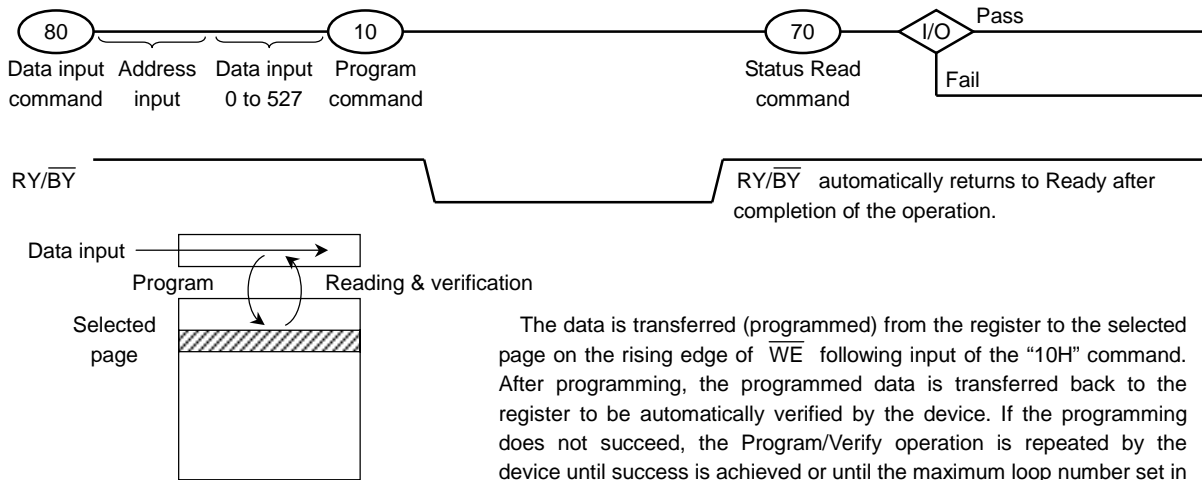 80 10 70 I/O Pass
Data input Address Data input Program Status Read
command input 0 to 527 command command Fail
RY/BY RY/BY automatically returns to Ready after
completion of the operation.
Data input
Program Reading & verification
Selected
page
The data is transferred (programmed) from the register to the selected
page on the rising edge of WE following input of the “10H” command.
After programming, the programmed data is transferred back to the
register to be automatically verified by the device. If the programming
does not succeed, the Program/Verify operation is repeated by the
device until success is achieved or until the maximum loop number set in